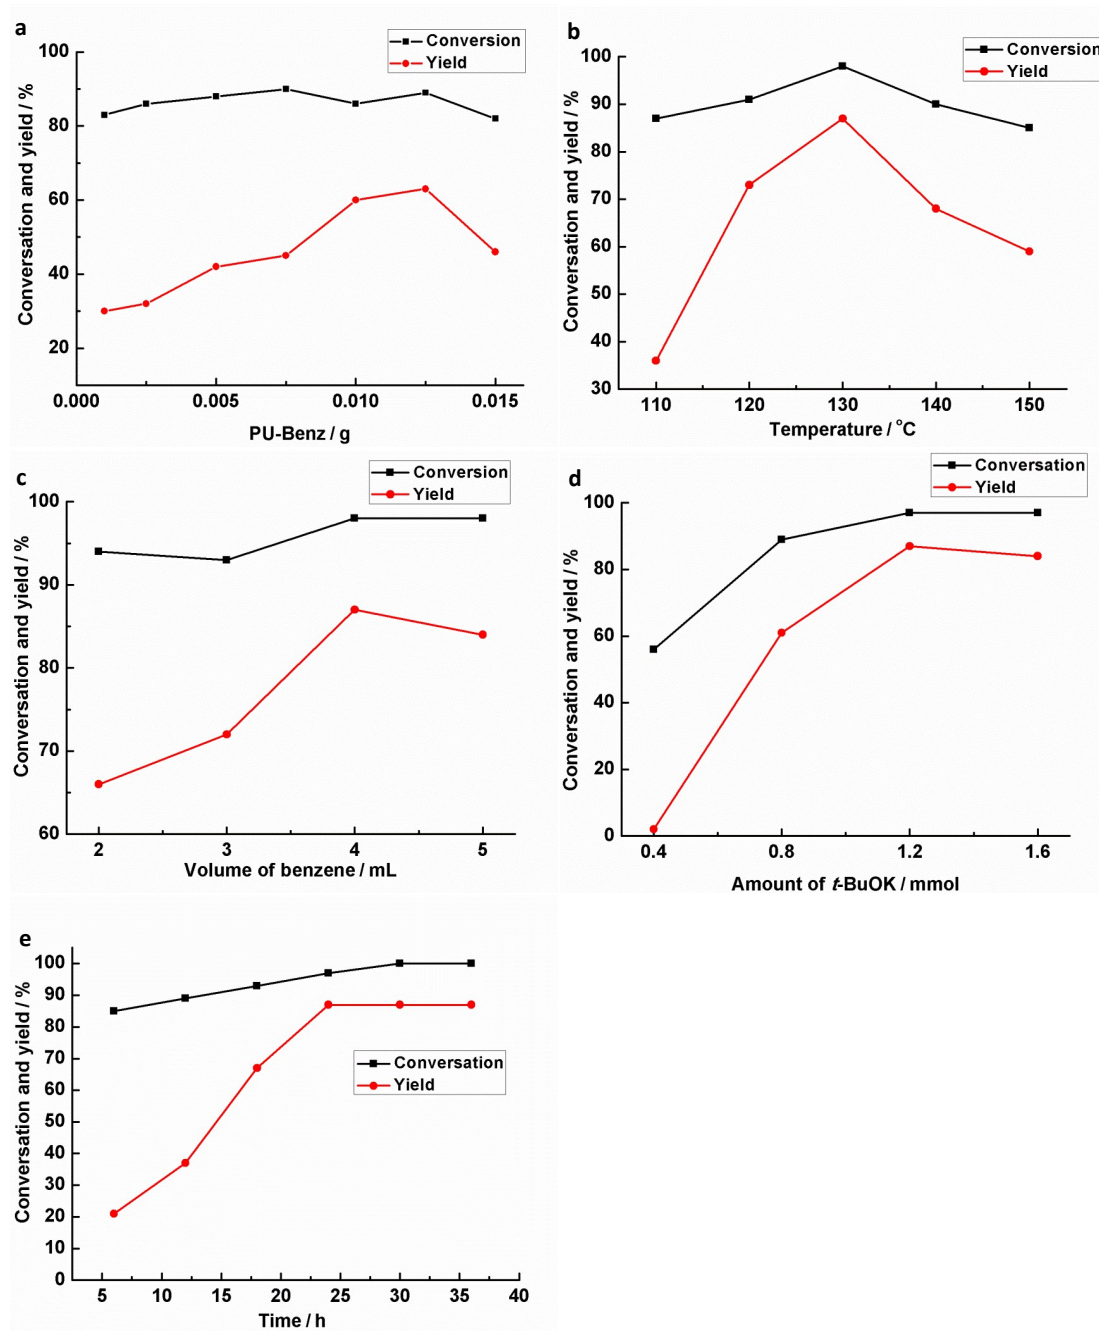 a
Conversion
Yield
Conversation and yield / %
100
80
60
40
20
0.000 0.005 0.010 0.015
PU-Benz / g
b
Conversion
Yield
Conversation and yield / %
100
90
80
70
60
50
40
30
110 120 130 140 150
Temperature / °C
c
Conversion
Yield
Conversation and yield / %
100
90
80
70
60
2 3 4 5
Volume of benzene / mL
d
Conversation
Yield
Conversation and yield / %
100
80
60
40
20
0
0.4 0.8 1.2 1.6
Amount of t-BuOK / mmol
e
Conversation
Yield
Conversation and yield / %
100
90
80
70
60
50
40
30
20
10
0
5 10 15 20 25 30 35 40
Time / h